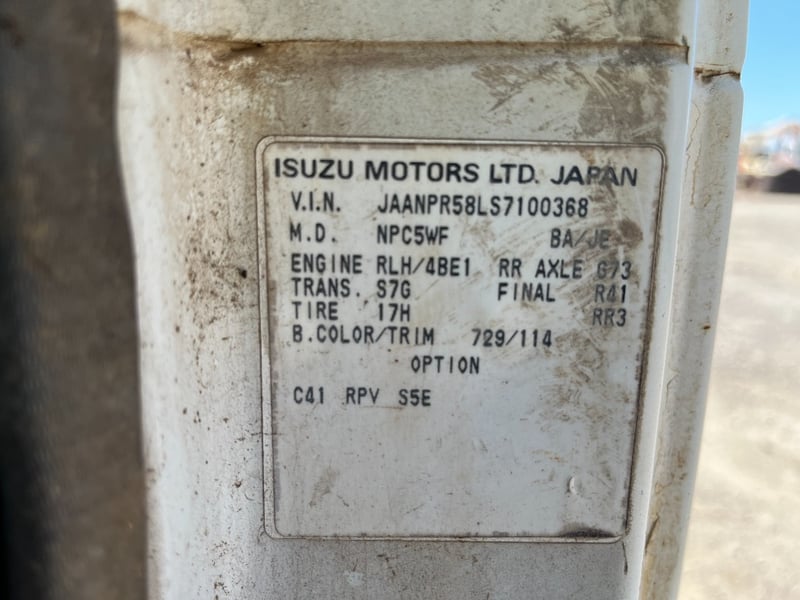 ISUZU MOTORS LTD. JAPAN
V.I.N. JAANPR58LS7100368
M.D. NPC5WF BA/JE
ENGINE RLH/4BE1 RR AXLE G/3
TRANS. S7G FINAL R41
TIRE 17H RR3
B.COLOR/TRIM 729/114
OPTION
C41 RPV S5E